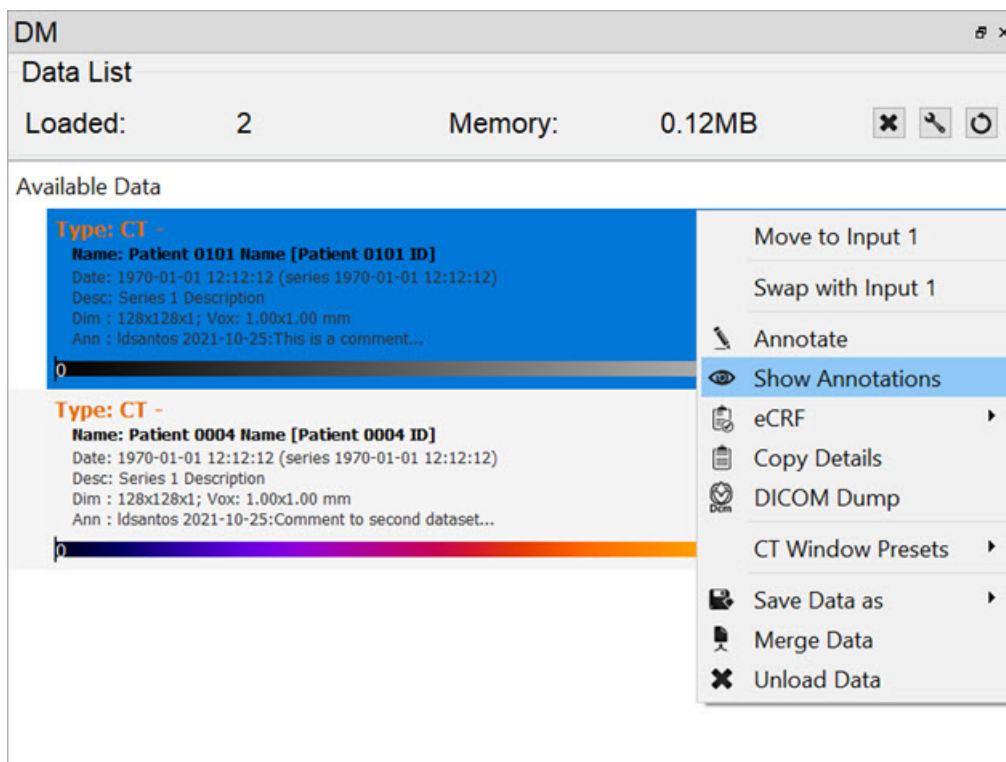 DM
Data List
Loaded: 2 Memory: 0.12MB
Available Data
Type: CT -
Name: Patient 0101 Name [Patient 0101 ID]
Date: 1970-01-01 12:12:12 (series 1970-01-01 12:12:12)
Desc: Series 1 Description
Dim : 128x128x1; Vox: 1.00x1.00 mm
Ann : ldsantos 2021-10-25:This is a comment...
0
Type: CT -
Name: Patient 0004 Name [Patient 0004 ID]
Date: 1970-01-01 12:12:12 (series 1970-01-01 12:12:12)
Desc: Series 1 Description
Dim : 128x128x1; Vox: 1.00x1.00 mm
Ann : ldsantos 2021-10-25:Comment to second dataset...
0
Move to Input 1
Swap with Input 1
Annotate
Show Annotations
eCRF
Copy Details
Dcm DICOM Dump
CT Window Presets
Save Data as
Merge Data
Unload Data